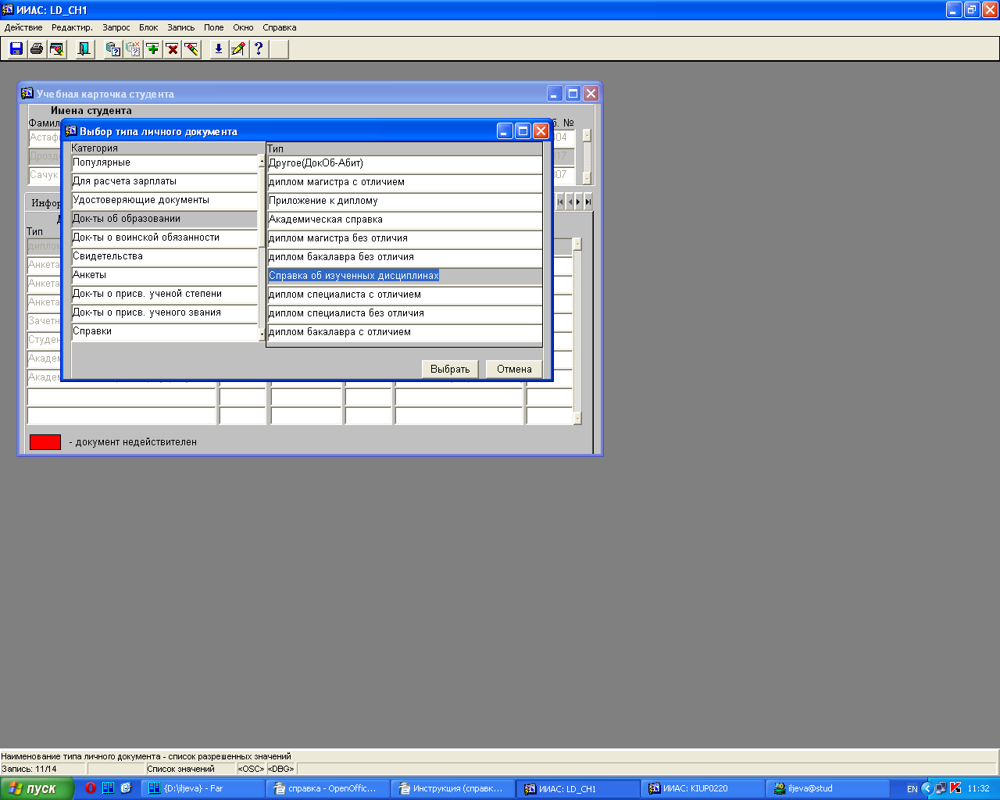 ИИАС: LD_CH1
Действие Редактир. Запрос Блок Запись Поле Окно Справка
Учебная карточка студента
Имена студента
Фамил б. №
Астаф 304
Дрозд 317
Сачук 307
Выбор типа личного документа
Категория
Популярные
Для расчета зарплаты
Удостоверяющие документы
Док-ты об образовании
Док-ты о воинской обязанности
Свидетельства
Анкеты
Док-ты о присв. ученой степени
Док-ты о присв. ученого звания
Справки
Тип
Другое(ДокОб-Абит)
диплом магистра с отличием
Приложение к диплому
Академическая справка
диплом магистра без отличия
диплом бакалавра без отличия
Справка об изученных дисциплинах
диплом специалиста с отличием
диплом специалиста без отличия
диплом бакалавра с отличием
Выбрать Отмена
Инфор
Тип
диплом
Анкета
Анкета
Анкета
Зачетн
Студен
Академ
Академ
- документ недействителен
Наименование типа личного документа - список разрешенных значений
Запись: 11/14 Список значений <OSC> <DBG>
пуск {D:\iljeva} - Far справка - OpenOffic... Инструкция (справк... ИИАС: LD_CH1 ИИАС: KIUP0220 iljeva@stud EN 11:32